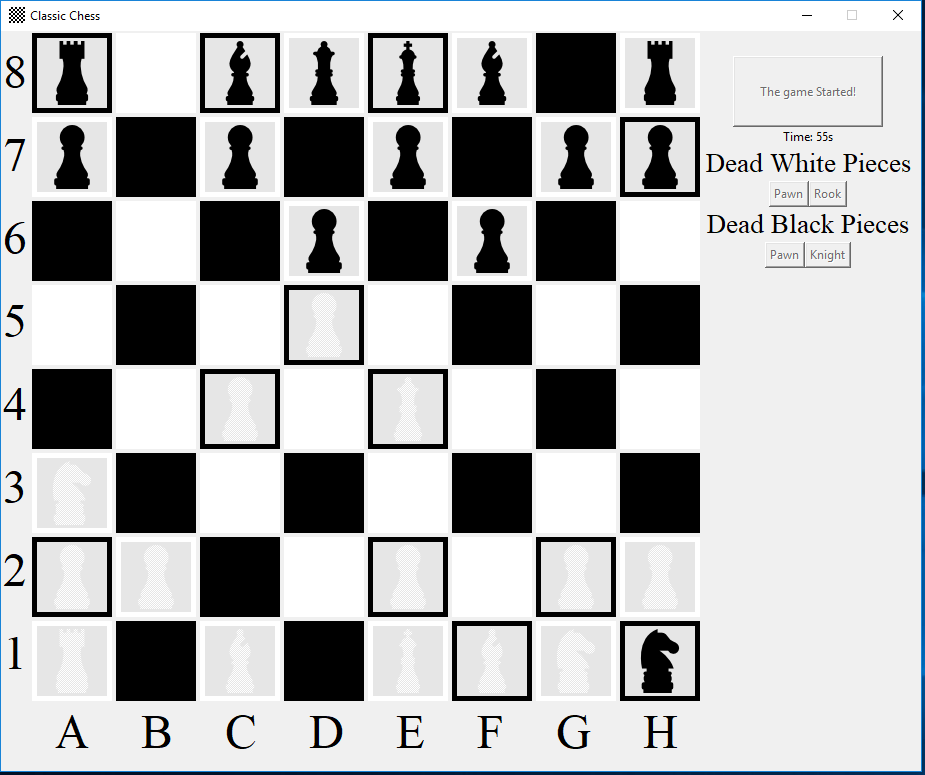 Classic Chess
8
The game Started!
Time: 55s
7
Dead White Pieces
Pawn Rook
Dead Black Pieces
6
Pawn Knight
5
4
3
2
1
A B C D E F G H